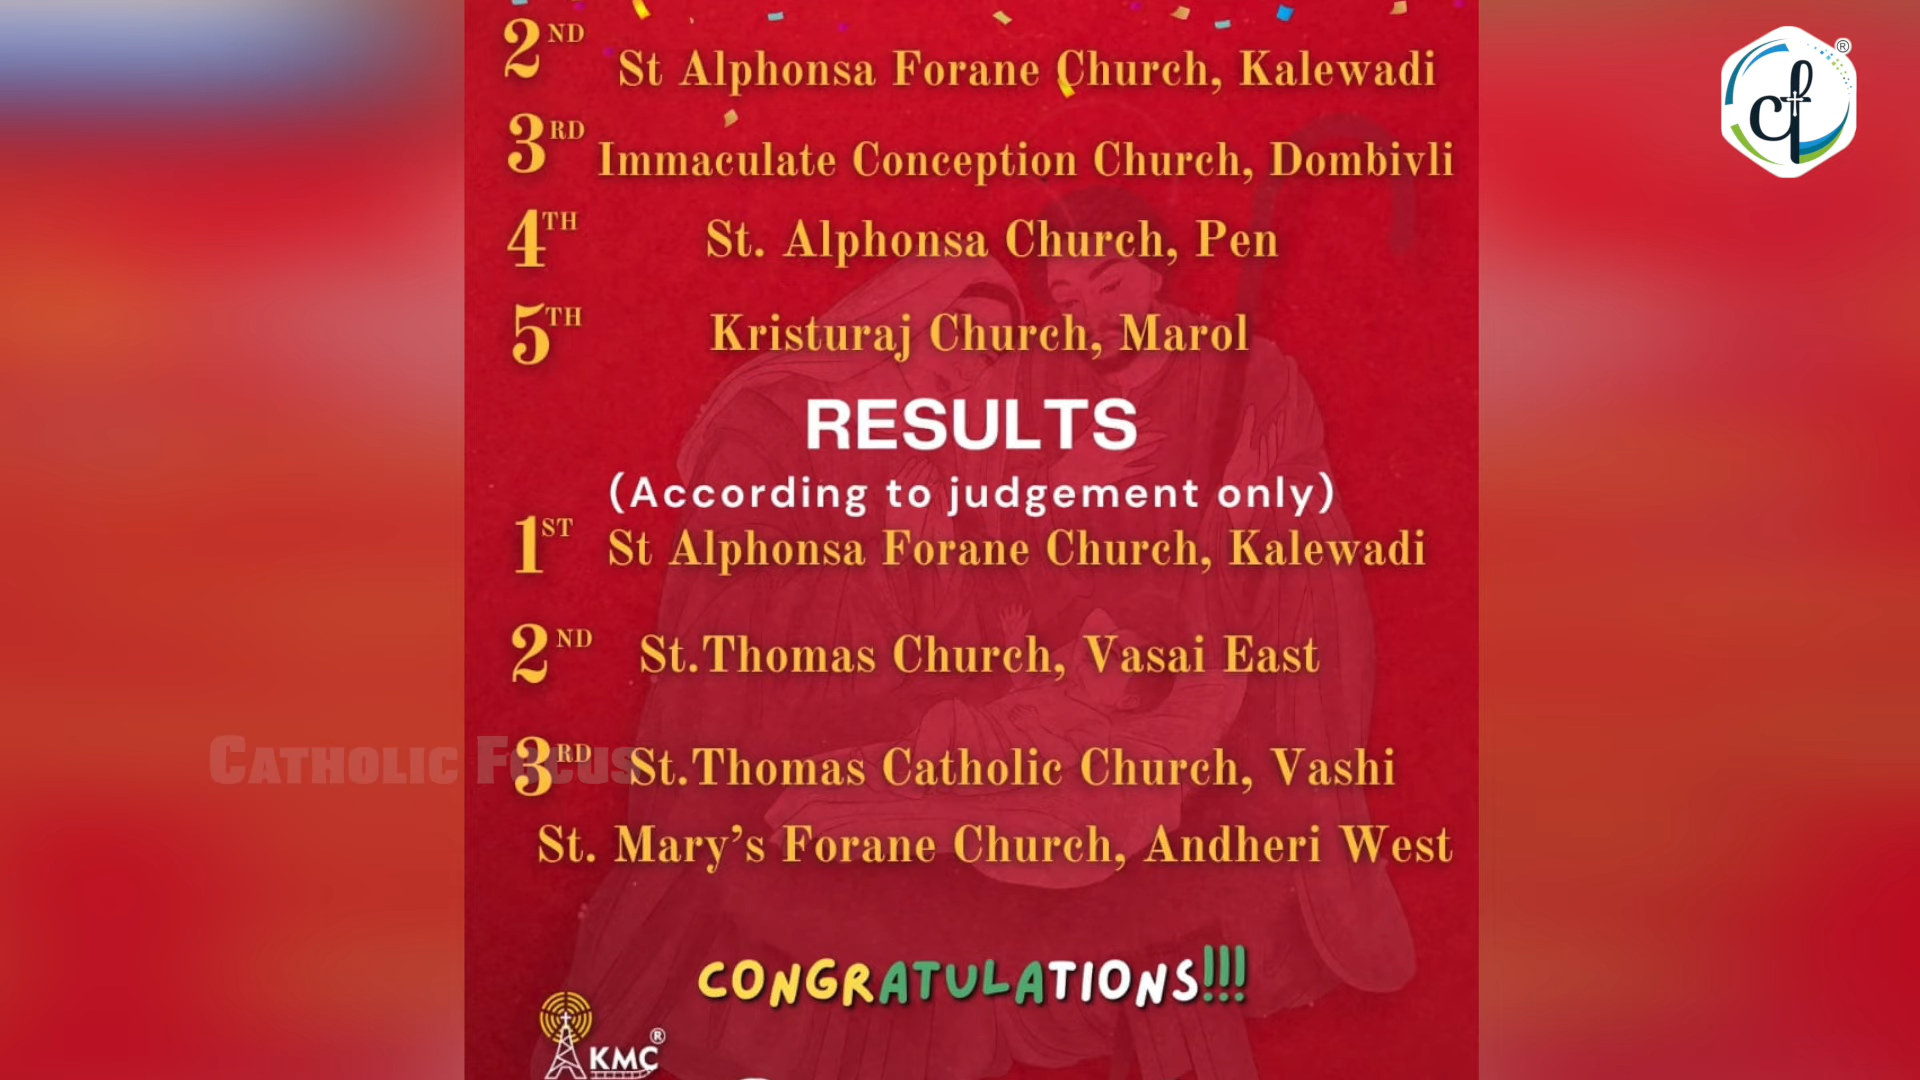 2ND St Alphonsa Forane Church, Kalewadi
3RD Immaculate Conception Church, Dombivli
4TH St. Alphonsa Church, Pen
5TH Kristuraj Church, Marol
RESULTS
(According to judgement only)
1ST St Alphonsa Forane Church, Kalewadi
2ND St.Thomas Church, Vasai East
3RD St.Thomas Catholic Church, Vashi
St. Mary's Forane Church, Andheri West
CONGRATULATIONS!!!
KMC®
cf®
CATHOLIC FOCUS